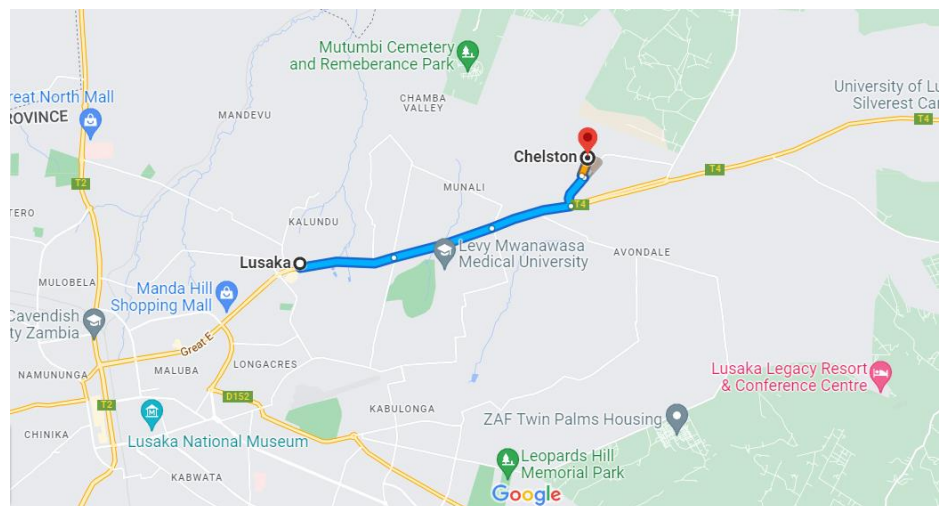 Mutumbi Cemetery
and Remeberance Park
CHAMBA
VALLEY
University of Lu
Silverest Car
reat North Mall
ROVINCE
MANDEVU
T4
Chelston
T4
T2
MUNALI
TERO
KALUNDU
T4
AVONDALE
Levy Mwanawasa
Medical University
Lusaka
MULOBELA
Manda Hill
Shopping Mall
Cavendish
ty Zambia
Great E
LONGACRES
MALUBA
NAMUNUNGA
Lusaka Legacy Resort
& Conference Centre
D152
T2
KABULONGA
ZAF Twin Palms Housing
CHINIKA
Lusaka National Museum
Leopards Hill
Memorial Park
KABWATA
Google